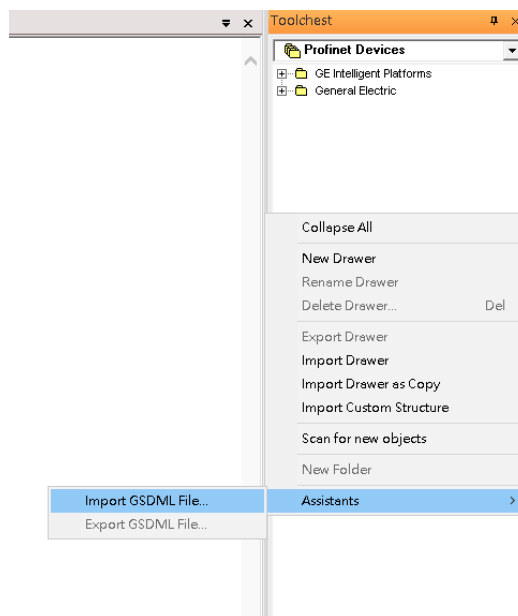 Toolchest
Profinet Devices
GE Intelligent Platforms
General Electric
Collapse All
New Drawer
Rename Drawer
Delete Drawer... Del
Export Drawer
Import Drawer
Import Drawer as Copy
Import Custom Structure
Scan for new objects
New Folder
Assistants
Import GSDML File...
Export GSDML File...